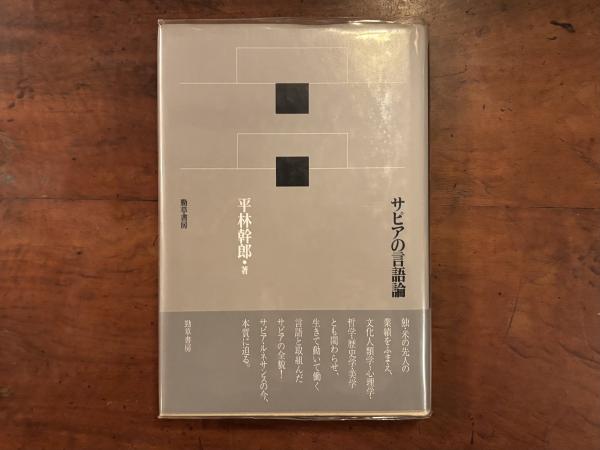 サピアの言語論
平林幹郎・著
勁草書房
独・米の先人の
業績をふまえ、
文化人類学・心理学・
哲学・歴史学・美学
とも関わらせ、
生きて動いて働く
言語と取組んだ
サピアの全貌！
サピア・ルネサンスの今、
本質に迫る。
勁草書房